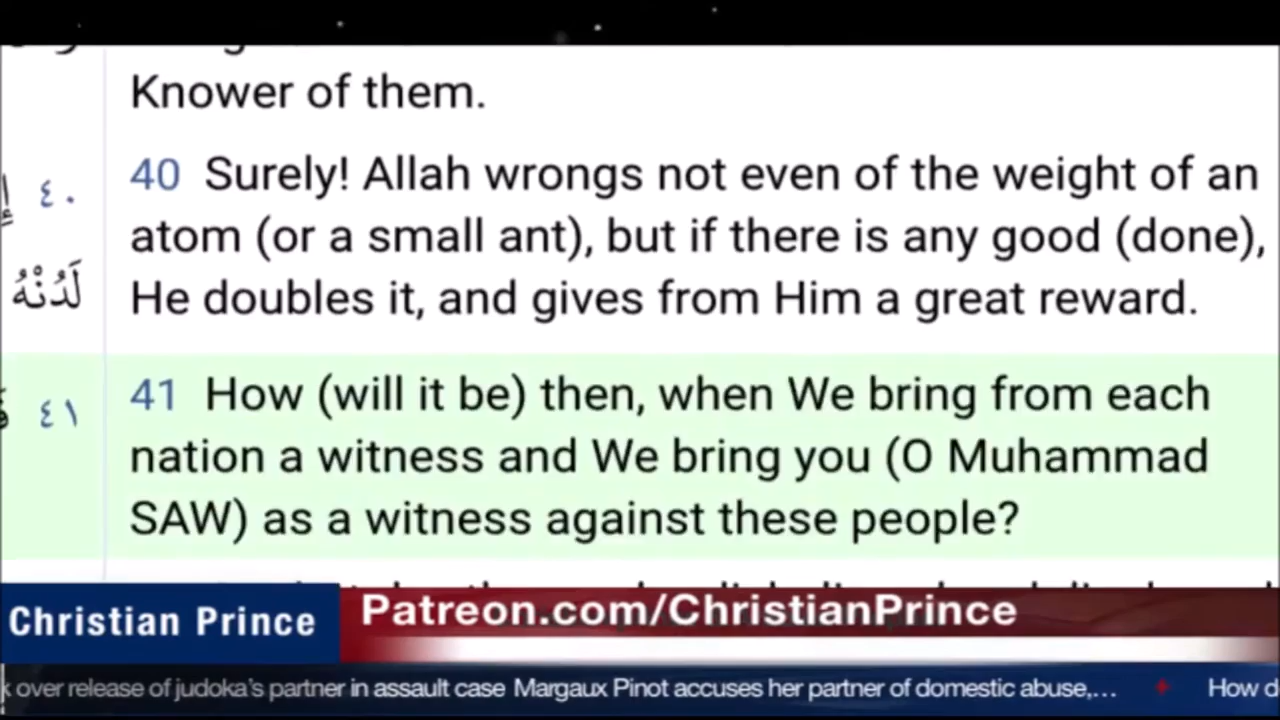 Knower of them.
٤٠
40 Surely! Allah wrongs not even of the weight of an
atom (or a small ant), but if there is any good (done),
لَدُنْهُ
He doubles it, and gives from Him a great reward.
٤١
41 How (will it be) then, when We bring from each
nation a witness and We bring you (O Muhammad
SAW) as a witness against these people?
Christian Prince
Patreon.com/ChristianPrince
over release of judoka's partner in assault case Margaux Pinot accuses her partner of domestic abuse,... How d